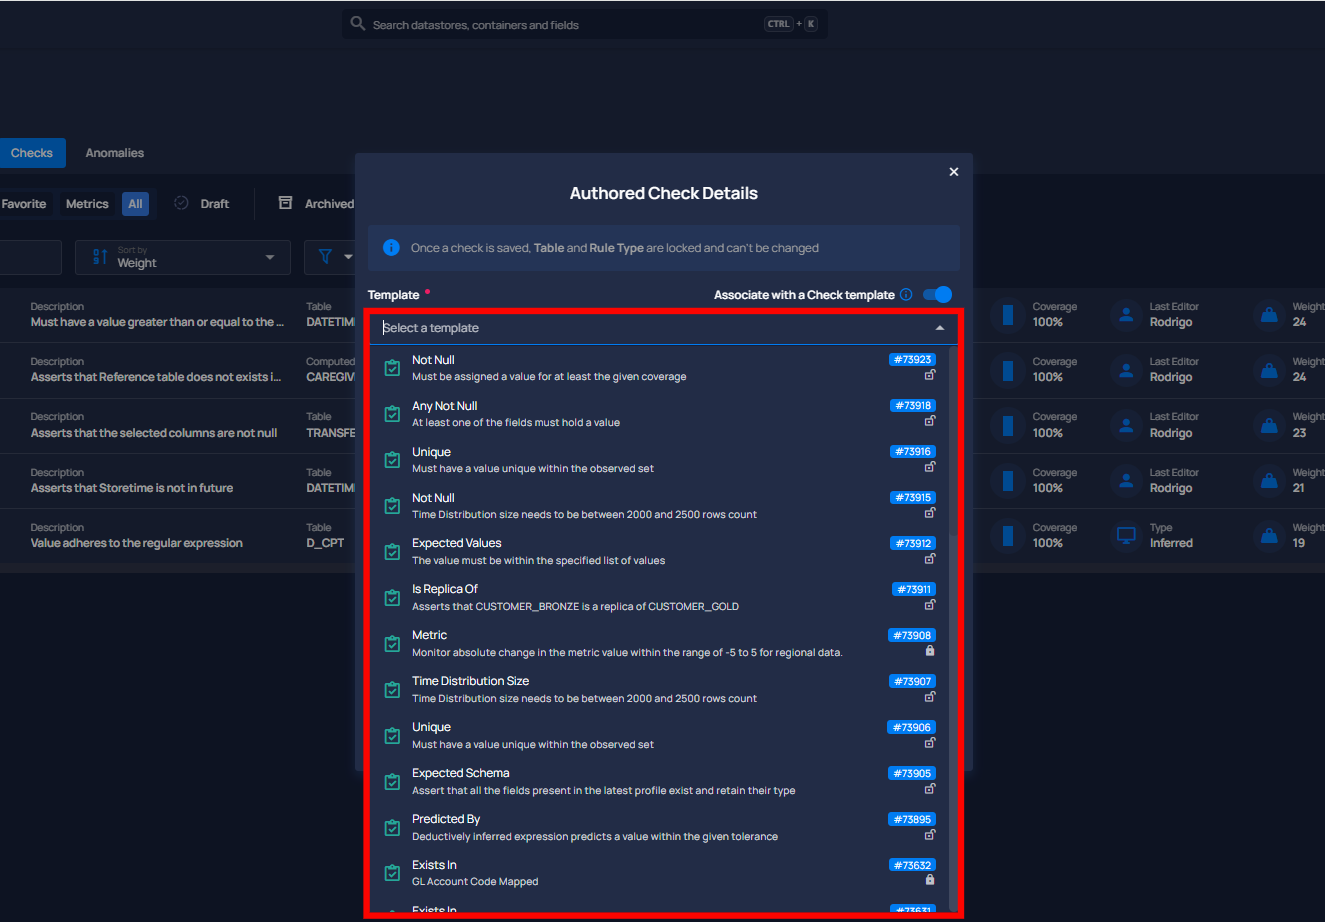 Search datastores, containers and fields CTRL + K
Checks Anomalies
Authored Check Details
Favorite Metrics All Draft Archived
Sort by
Weight
Once a check is saved, Table and Rule Type are locked and can't be changed
Template • Associate with a Check template
Select a template
Not Null #73923
Must be assigned a value for at least the given coverage
Any Not Null #73918
At least one of the fields must hold a value
Unique #73916
Must have a value unique within the observed set
Not Null #73915
Time Distribution size needs to be between 2000 and 2500 rows count
Expected Values #73912
The value must be within the specified list of values
Is Replica Of #73911
Asserts that CUSTOMER_BRONZE is a replica of CUSTOMER_GOLD
Metric #73908
Monitor absolute change in the metric value within the range of -5 to 5 for regional data.
Time Distribution Size #73907
Time Distribution size needs to be between 2000 and 2500 rows count
Unique #73906
Must have a value unique within the observed set
Expected Schema #73905
Assert that all the fields present in the latest profile exist and retain their type
Predicted By #73895
Deductively inferred expression predicts a value within the given tolerance
Exists In #73632
GL Account Code Mapped
Exists In #73631
Description Table Coverage Last Editor Weight
Must have a value greater than or equal to the ... DATETIM 100% Rodrigo 24
Description Computed Coverage Last Editor Weight
Asserts that Reference table does not exists i... CAREGIV 100% Rodrigo 24
Description Table Coverage Last Editor Weight
Asserts that the selected columns are not null TRANSFE 100% Rodrigo 23
Description Table Coverage Last Editor Weight
Asserts that Storetime is not in future DATETIM 100% Rodrigo 21
Description Table Coverage Type Weight
Value adheres to the regular expression D_CPT 100% Inferred 19